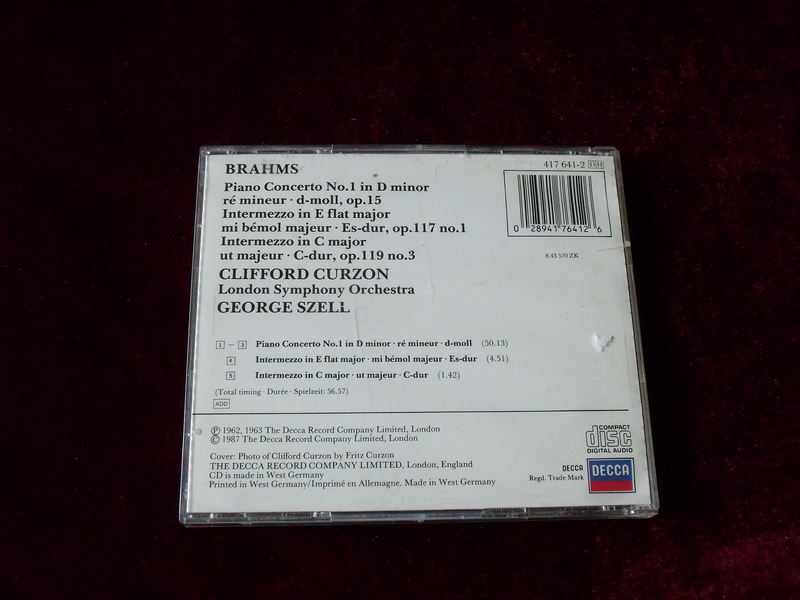 BRAHMS
417 641-2 DH
Piano Concerto No.1 in D minor
ré mineur · d-moll, op.15
Intermezzo in E flat major
mi bémol majeur · Es-dur, op.117 no.1
Intermezzo in C major
ut majeur · C-dur, op.119 no.3
0 28941 76412 6
8.43 570 ZK
CLIFFORD CURZON
London Symphony Orchestra
GEORGE SZELL
1 – 3 Piano Concerto No.1 in D minor · ré mineur · d-moll (50.13)
4 Intermezzo in E flat major · mi bémol majeur · Es-dur (4.51)
5 Intermezzo in C major · ut majeur · C-dur (1.42)
(Total timing · Durée · Spielzeit: 56.57)
ADD
Ⓟ 1962, 1963 The Decca Record Company Limited, London
© 1987 The Decca Record Company Limited, London
Cover: Photo of Clifford Curzon by Fritz Curzon
THE DECCA RECORD COMPANY LIMITED, London, England
CD is made in West Germany
Printed in West Germany/Imprimé en Allemagne. Made in West Germany
COMPACT
disc
DIGITAL AUDIO
DECCA
Regd. Trade Mark
DECCA